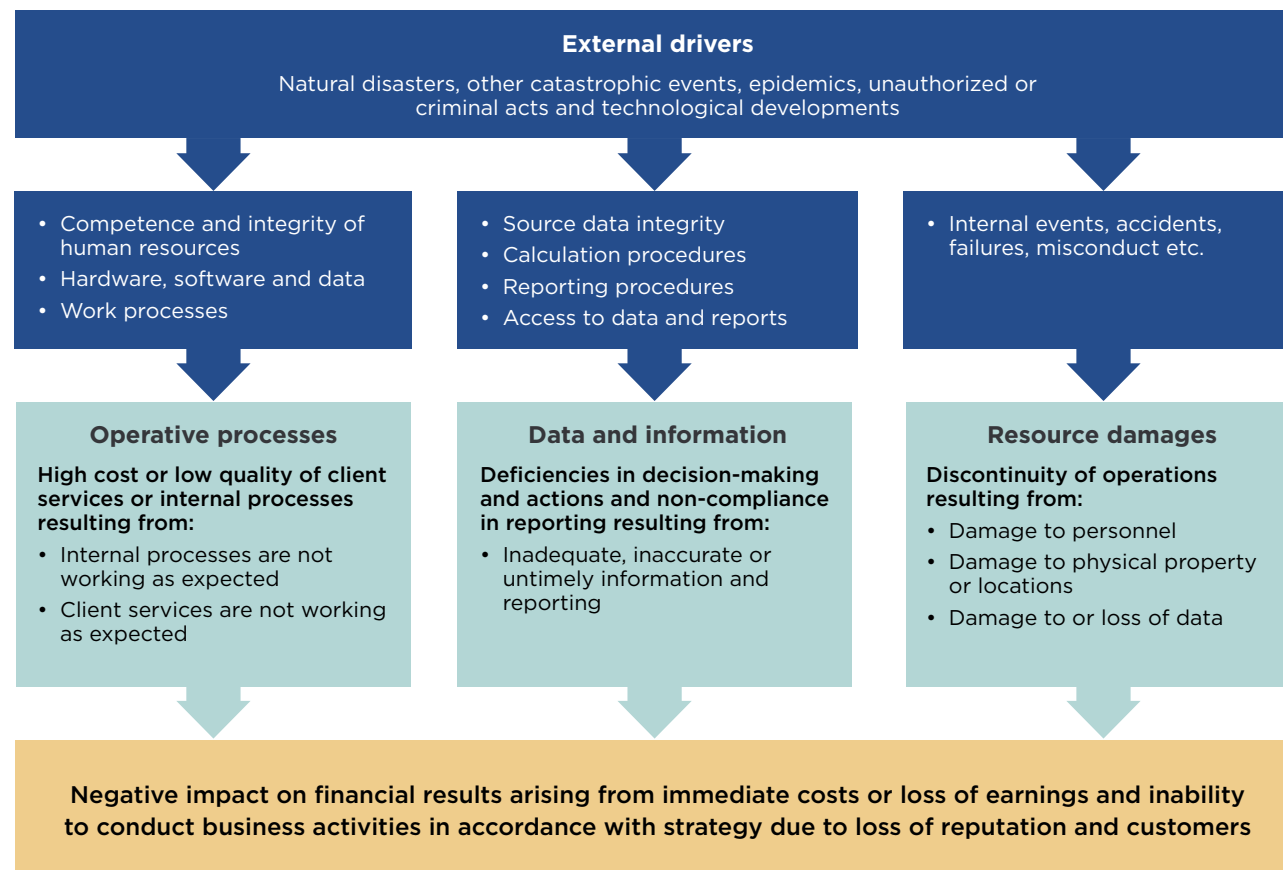 External drivers
Natural disasters, other catastrophic events, epidemics, unauthorized or
criminal acts and technological developments
• Competence and integrity of
human resources
• Hardware, software and data
• Work processes
• Source data integrity
• Calculation procedures
• Reporting procedures
• Access to data and reports
• Internal events, accidents,
failures, misconduct etc.
Operative processes
High cost or low quality of client
services or internal processes
resulting from:
• Internal processes are not
working as expected
• Client services are not working
as expected
Data and information
Deficiencies in decision-making
and actions and non-compliance
in reporting resulting from:
• Inadequate, inaccurate or
untimely information and
reporting
Resource damages
Discontinuity of operations
resulting from:
• Damage to personnel
• Damage to physical property
or locations
• Damage to or loss of data
Negative impact on financial results arising from immediate costs or loss of earnings and inability
to conduct business activities in accordance with strategy due to loss of reputation and customers